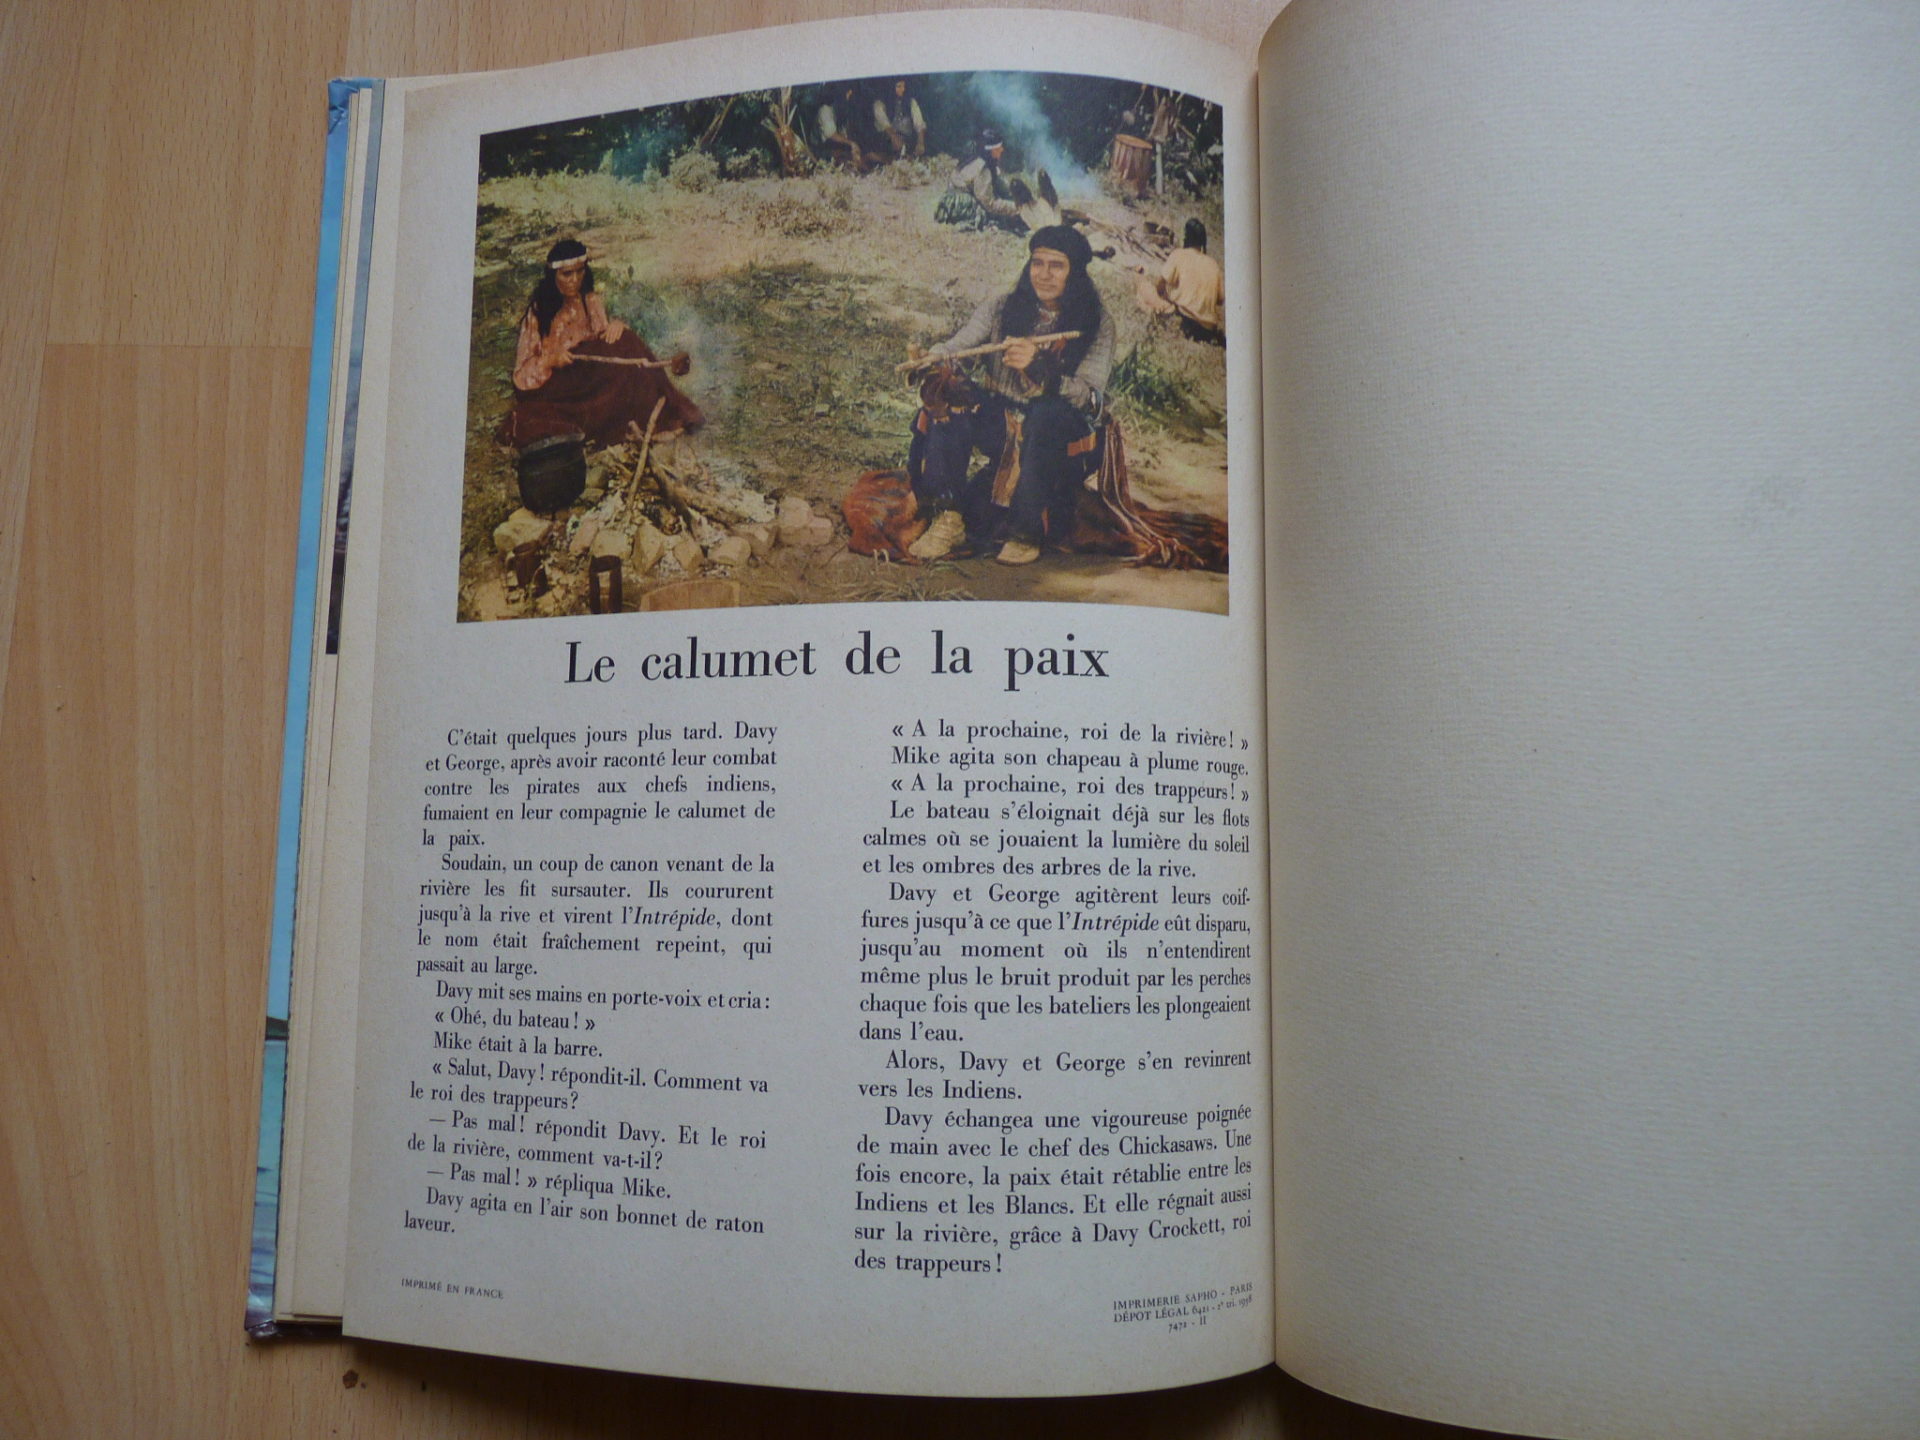 Le calumet de la paix
C'était quelques jours plus tard. Davy
et George, après avoir raconté leur combat
contre les pirates aux chefs indiens,
fumaient en leur compagnie le calumet de
la paix.
Soudain, un coup de canon venant de la
rivière les fit sursauter. Ils coururent
jusqu'à la rive et virent l'Intrépide, dont
le nom était fraîchement repeint, qui
passait au large.
Davy mit ses mains en porte-voix et cria :
« Ohé, du bateau ! »
Mike était à la barre.
« Salut, Davy ! répondit-il. Comment va
le roi des trappeurs ?
— Pas mal ! répondit Davy. Et le roi
de la rivière, comment va-t-il ?
— Pas mal ! » répliqua Mike.
Davy agita en l'air son bonnet de raton
laveur.
« A la prochaine, roi de la rivière ! »
Mike agita son chapeau à plume rouge.
« A la prochaine, roi des trappeurs ! »
Le bateau s'éloignait déjà sur les flots
calmes où se jouaient la lumière du soleil
et les ombres des arbres de la rive.
Davy et George agitèrent leurs coif-
fures jusqu'à ce que l'Intrépide eût disparu,
jusqu'au moment où ils n'entendirent
même plus le bruit produit par les perches
chaque fois que les bateliers les plongeaient
dans l'eau.
Alors, Davy et George s'en revinrent
vers les Indiens.
Davy échangea une vigoureuse poignée
de main avec le chef des Chickasaws. Une
fois encore, la paix était rétablie entre les
Indiens et les Blancs. Et elle régnait aussi
sur la rivière, grâce à Davy Crockett, roi
des trappeurs !
IMPRIMÉ EN FRANCE
IMPRIMERIE SAPHO - PARIS
DÉPOT LÉGAL 6421 - 2e tri. 1958
7472 - II